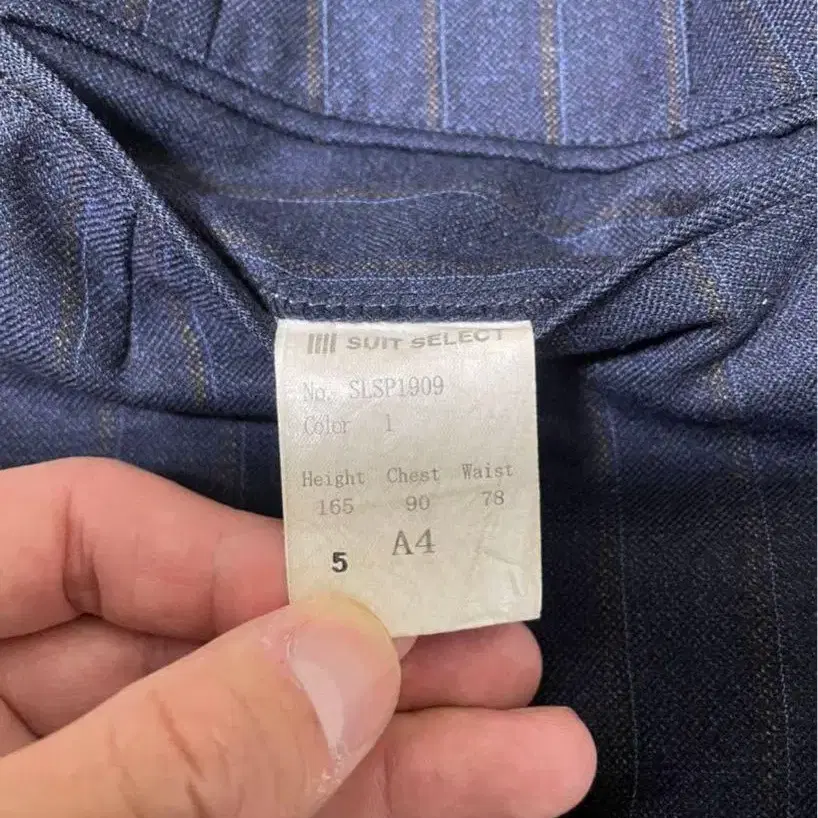 SUIT SELECT
No. SLSP1909
Color 1
Height Chest Waist
165 90 78
5 A4